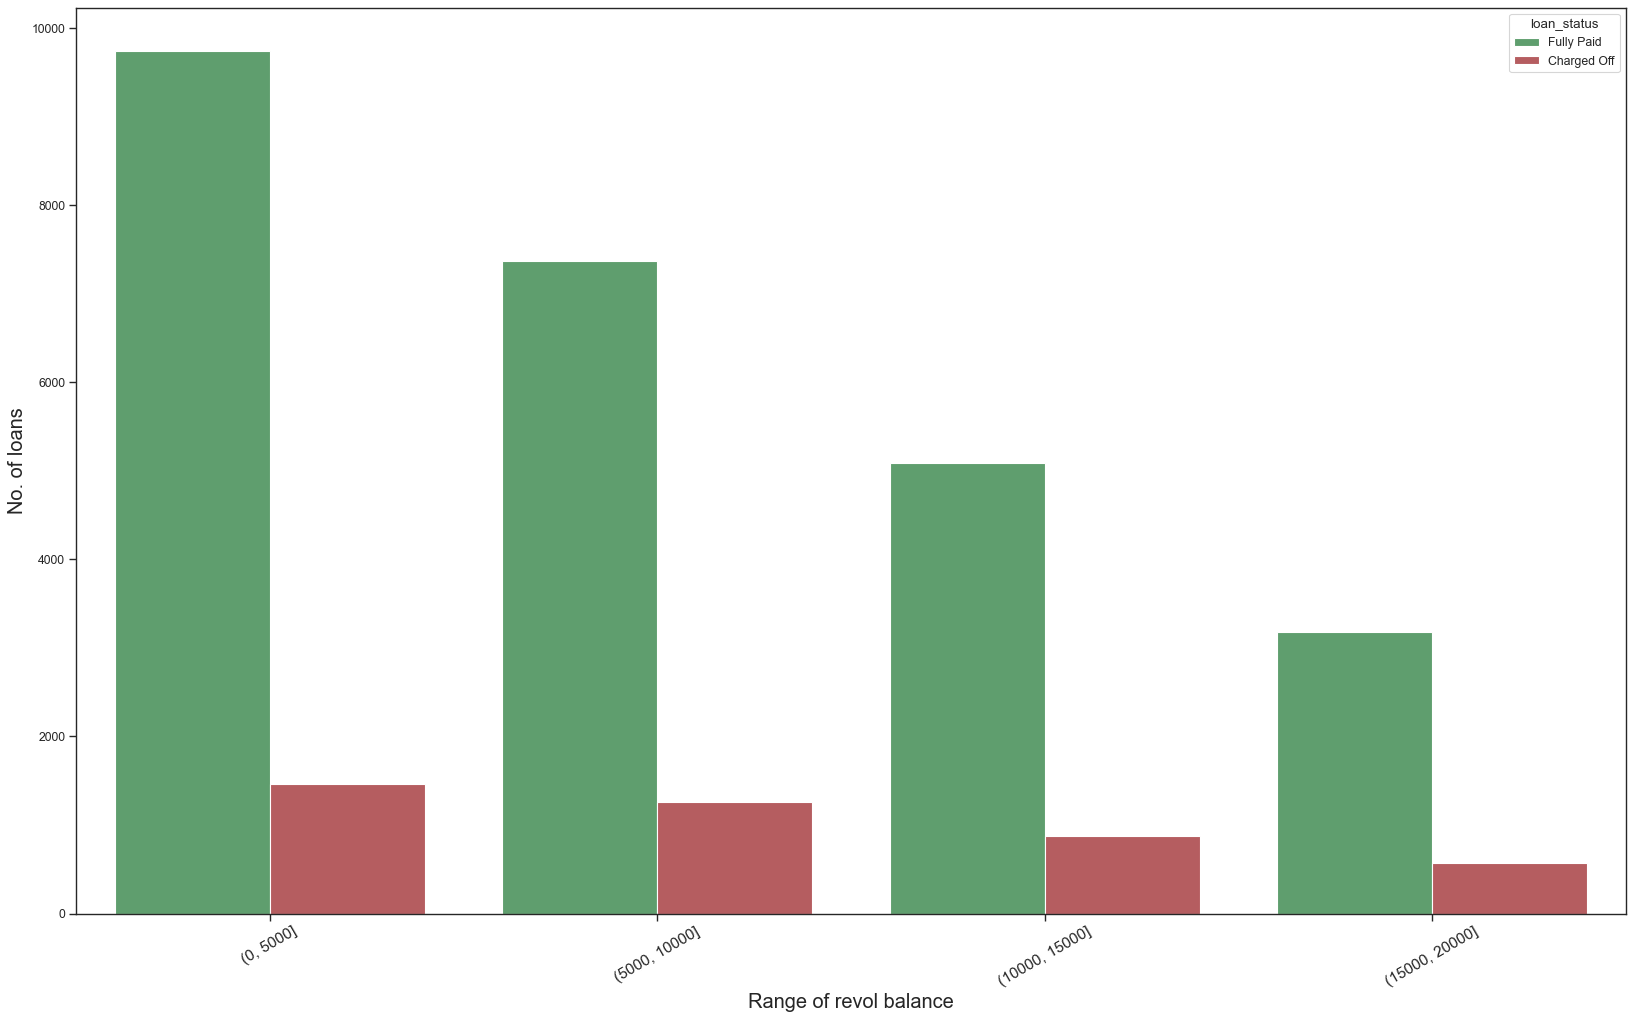 loan_status
Fully Paid
Charged Off
10000
8000
6000
4000
2000
0
No. of loans
(0, 5000]
(5000, 10000]
(10000, 15000]
(15000, 20000]
Range of revol balance